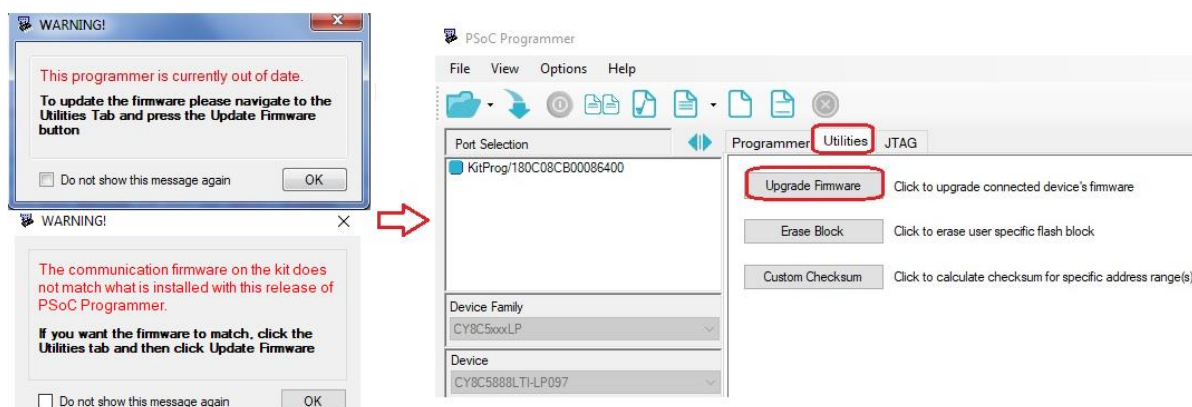 WARNING!
This programmer is currently out of date.
To update the firmware please navigate to the
Utilities Tab and press the Update Firmware
button
Do not show this message again
OK
WARNING!
The communication firmware on the kit does
not match what is installed with this release of
PSoC Programmer.
If you want the firmware to match, click the
Utilities tab and then click Update Firmware
Do not show this message again
OK
PSoC Programmer
File View Options Help
Port Selection
KitProg/180C08CB00086400
Device Family
CY8C5xxxLP
Device
CY8C5888LTI-LP097
Programmer Utilities JTAG
Upgrade Firmware Click to upgrade connected device's firmware
Erase Block Click to erase user specific flash block
Custom Checksum Click to calculate checksum for specific address range(s)